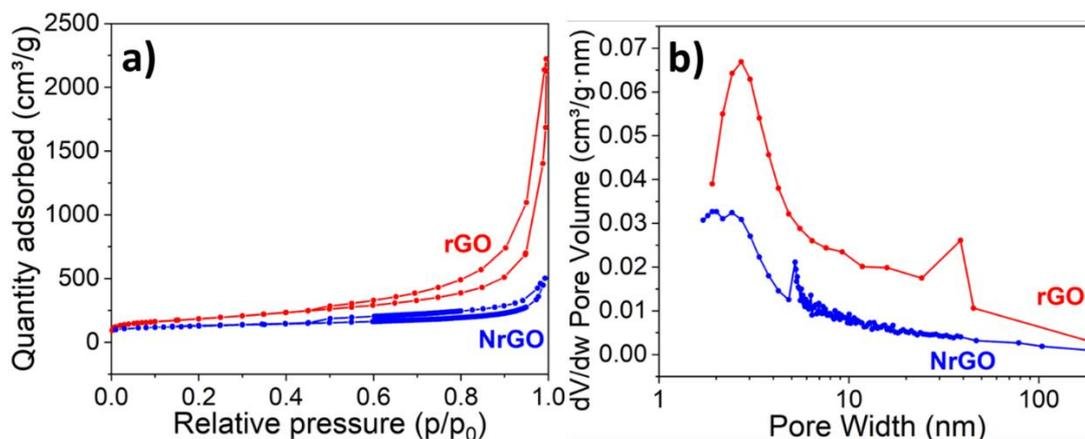 a)
Quantity adsorbed (cm³/g)
2500
2000
1500
1000
500
0
rGO
NrGO
0.0 0.2 0.4 0.6 0.8 1.0
Relative pressure (p/p₀)
b)
dV/dw Pore Volume (cm³/g·nm)
0.07
0.06
0.05
0.04
0.03
0.02
0.01
0.00
rGO
NrGO
1 10 100
Pore Width (nm)